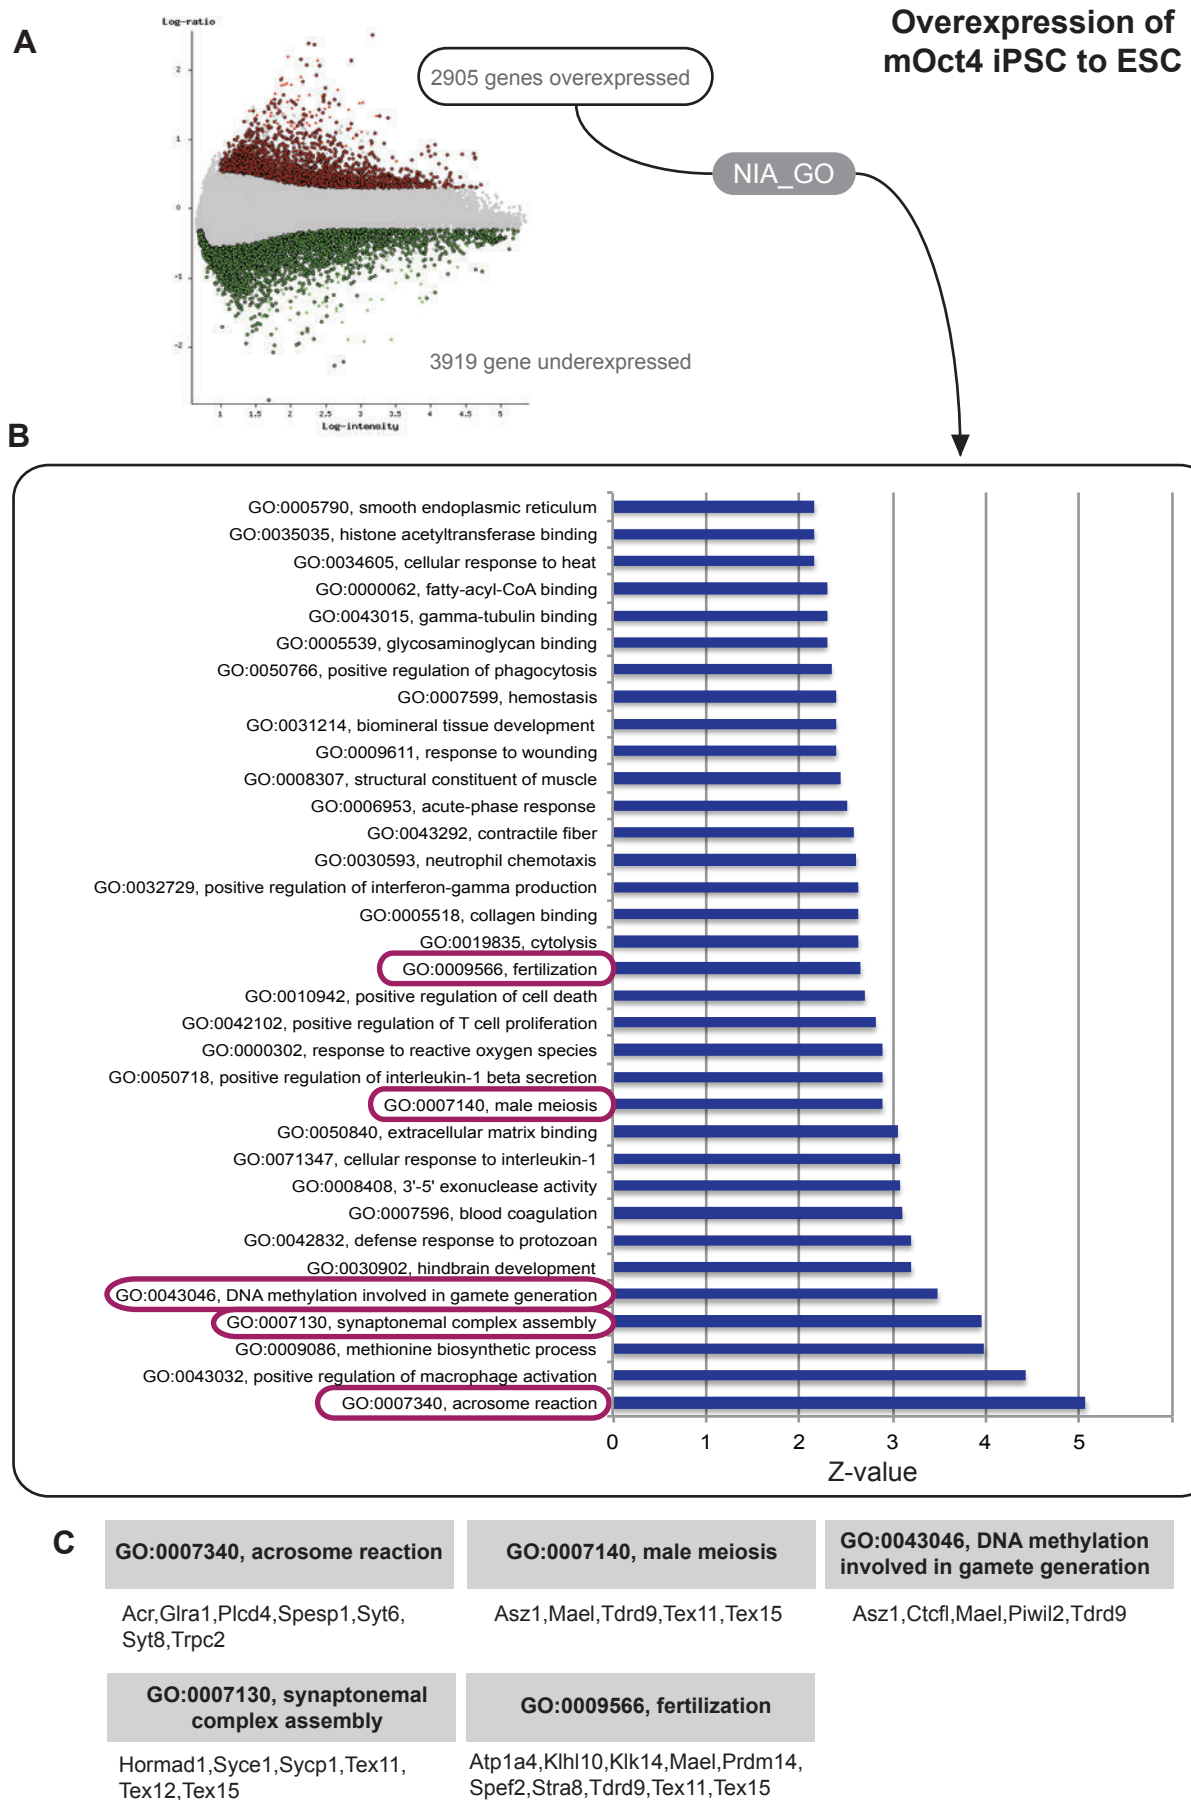 A
Overexpression of
mOct4 iPSC to ESC
Log-ratio
2905 genes overexpressed
2
1
NIA_GO
0
-1
-2
3919 gene underexpressed
1 1.5 2 2.5 3 3.5 4 4.5 5
Log-intensity
B
GO:0005790, smooth endoplasmic reticulum
GO:0035035, histone acetyltransferase binding
GO:0034605, cellular response to heat
GO:0000062, fatty-acyl-CoA binding
GO:0043015, gamma-tubulin binding
GO:0005539, glycosaminoglycan binding
GO:0050766, positive regulation of phagocytosis
GO:0007599, hemostasis
GO:0031214, biomineral tissue development
GO:0009611, response to wounding
GO:0008307, structural constituent of muscle
GO:0006953, acute-phase response
GO:0043292, contractile fiber
GO:0030593, neutrophil chemotaxis
GO:0032729, positive regulation of interferon-gamma production
GO:0005518, collagen binding
GO:0019835, cytolysis
GO:0009566, fertilization
GO:0010942, positive regulation of cell death
GO:0042102, positive regulation of T cell proliferation
GO:0000302, response to reactive oxygen species
GO:0050718, positive regulation of interleukin-1 beta secretion
GO:0007140, male meiosis
GO:0050840, extracellular matrix binding
GO:0071347, cellular response to interleukin-1
GO:0008408, 3'-5' exonuclease activity
GO:0007596, blood coagulation
GO:0042832, defense response to protozoan
GO:0030902, hindbrain development
GO:0043046, DNA methylation involved in gamete generation
GO:0007130, synaptonemal complex assembly
GO:0009086, methionine biosynthetic process
GO:0043032, positive regulation of macrophage activation
GO:0007340, acrosome reaction
0 1 2 3 4 5
Z-value
C
GO:0007340, acrosome reaction
Acr,Glra1,Plcd4,Spesp1,Syt6,
Syt8,Trpc2
GO:0007140, male meiosis
Asz1,Mael,Tdrd9,Tex11,Tex15
GO:0043046, DNA methylation
involved in gamete generation
Asz1,Ctcfl,Mael,Piwil2,Tdrd9
GO:0007130, synaptonemal
complex assembly
Hormad1,Syce1,Sycp1,Tex11,
Tex12,Tex15
GO:0009566, fertilization
Atp1a4,Klhl10,Klk14,Mael,Prdm14,
Spef2,Stra8,Tdrd9,Tex11,Tex15